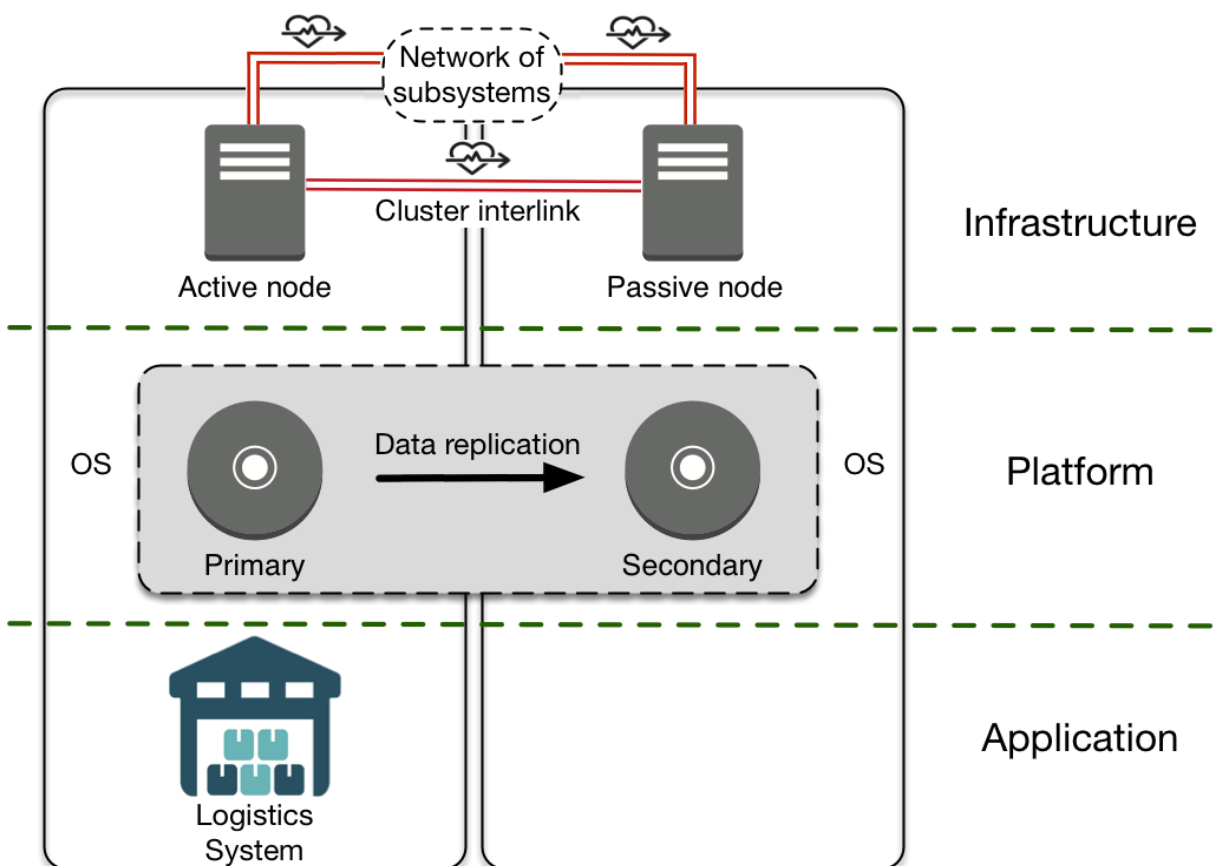 Network of
subsystems
Cluster interlink
Infrastructure
Active node
Passive node
Data replication
OS
OS
Platform
Primary
Secondary
Application
Logistics
System